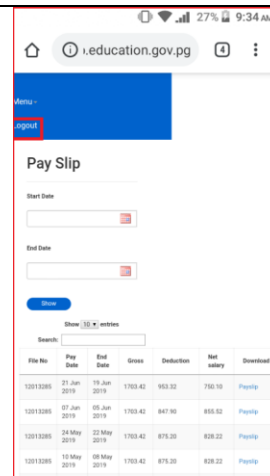 27% 9:34 AM
.education.gov.pg 4
Menu -
Logout
Pay Slip
Start Date
End Date
Show
Show 10 entries
Search:
File No Pay Date End Date Gross Deduction Net salary Download
12013285 21 Jun 2019 19 Jun 2019 1703.42 953.32 750.10 Payslip
12013285 07 Jun 2019 05 Jun 2019 1703.42 847.90 855.52 Payslip
12013285 24 May 2019 22 May 2019 1703.42 875.20 828.22 Payslip
12013285 10 May 2019 08 May 2019 1703.42 875.20 828.22 Payslip